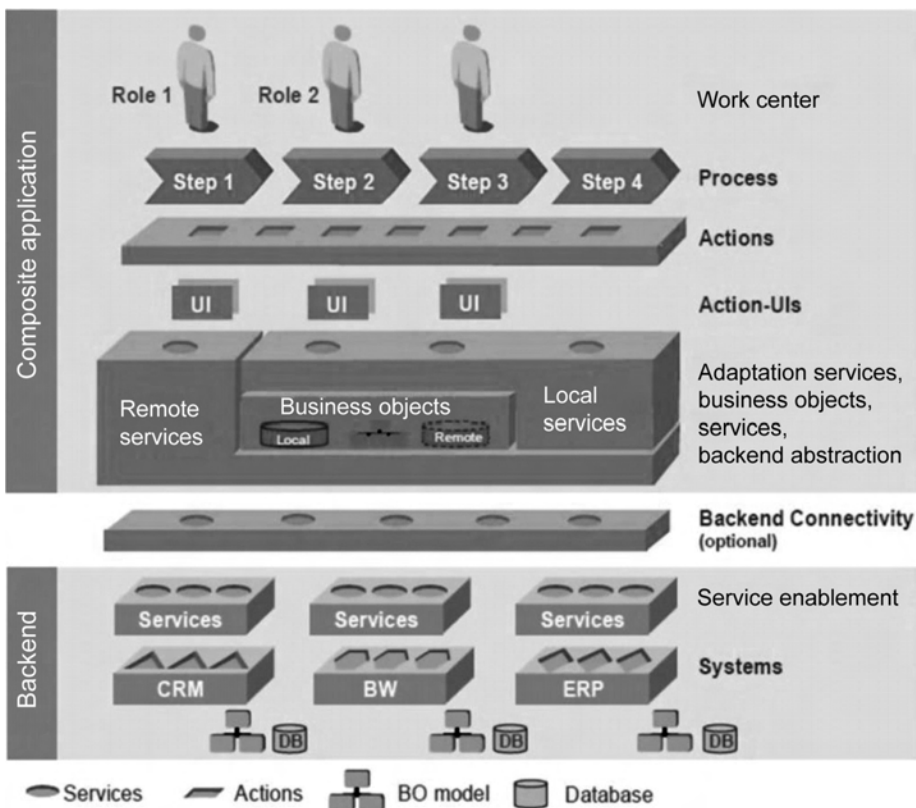 Composite application
Role 1
Role 2
Work center
Step 1
Step 2
Step 3
Step 4
Process
Actions
UI
UI
UI
Action-UIs
Remote
services
Business objects
Local
Remote
Local
services
Adaptation services,
business objects,
services,
backend abstraction
Backend Connectivity
(optional)
Backend
Services
Services
Services
Service enablement
CRM
BW
ERP
Systems
DB
DB
DB
Services
Actions
BO model
Database